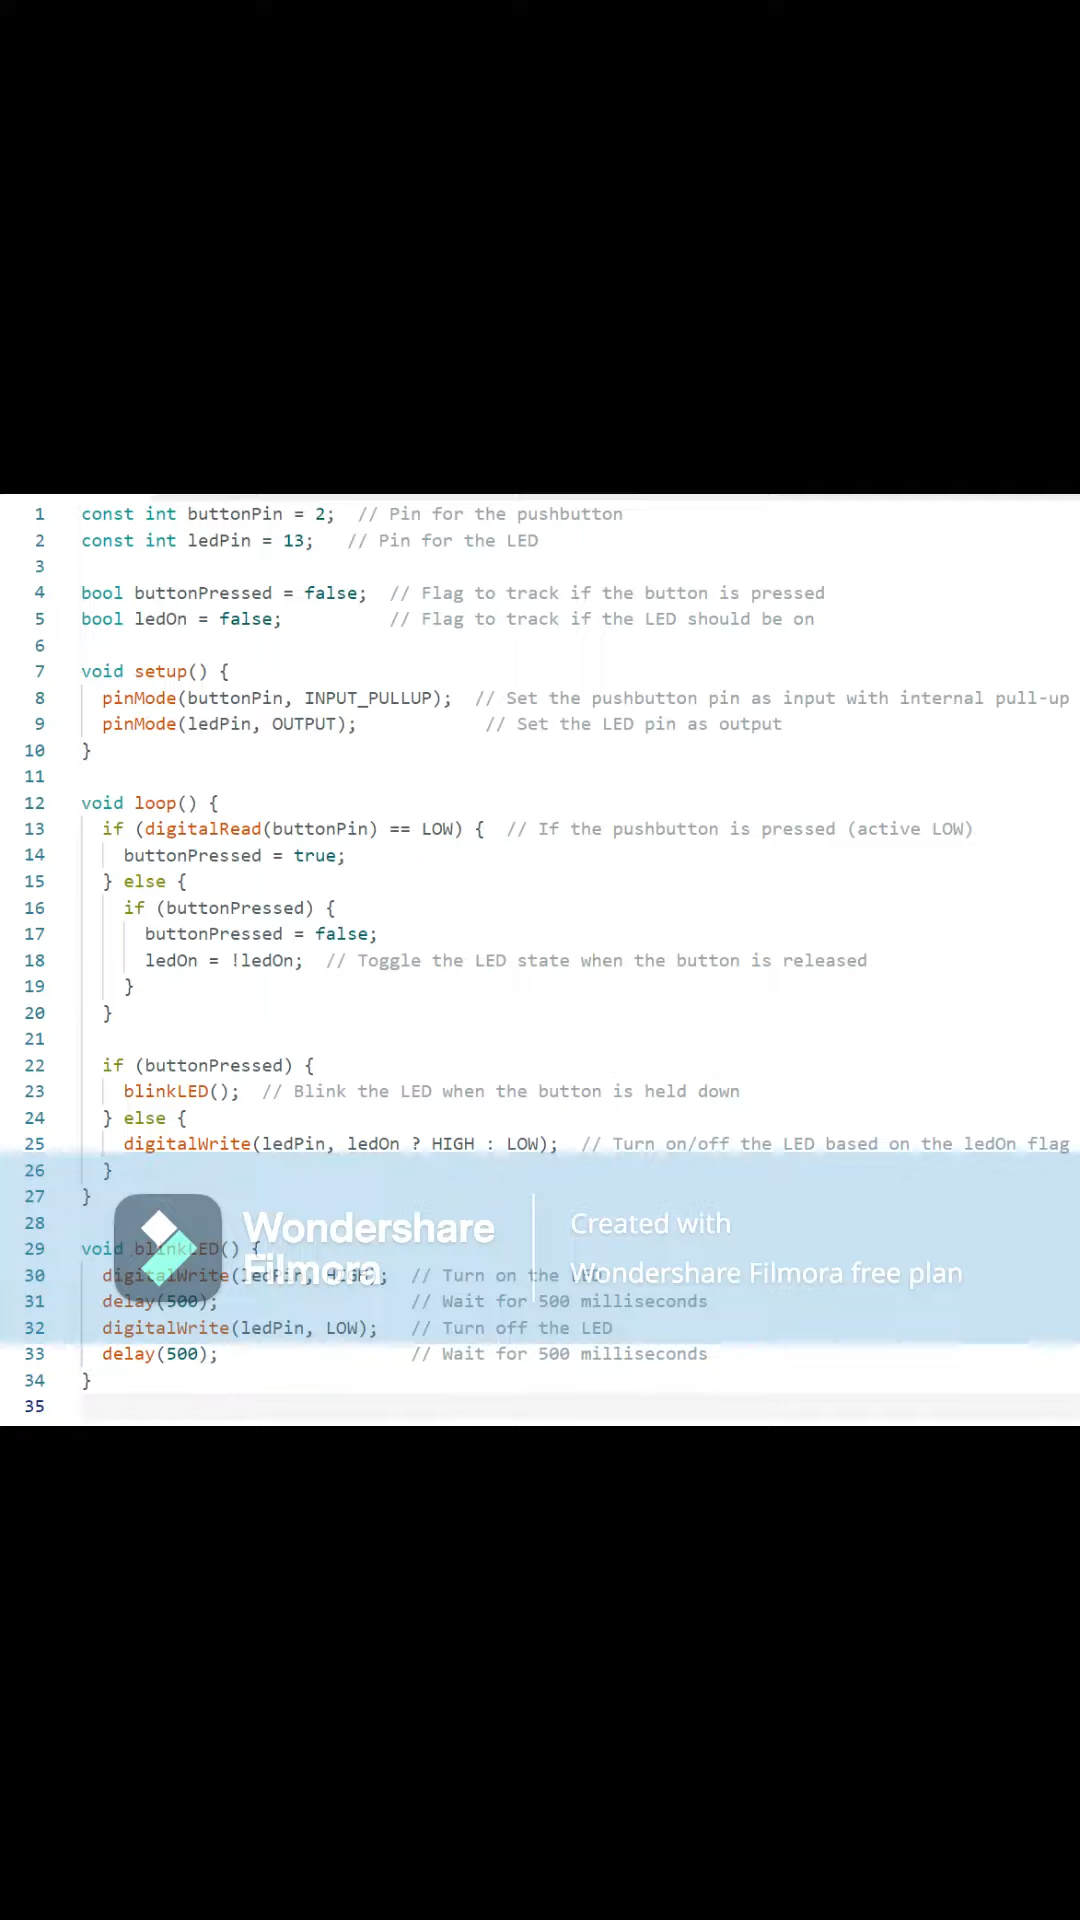 1 const int buttonPin = 2;  // Pin for the pushbutton
2 const int ledPin = 13;   // Pin for the LED
3
4 bool buttonPressed = false;  // Flag to track if the button is pressed
5 bool ledOn = false;          // Flag to track if the LED should be on
6
7 void setup() {
8   pinMode(buttonPin, INPUT_PULLUP);  // Set the pushbutton pin as input with internal pull-up
9   pinMode(ledPin, OUTPUT);            // Set the LED pin as output
10 }
11
12 void loop() {
13   if (digitalRead(buttonPin) == LOW) {  // If the pushbutton is pressed (active LOW)
14     buttonPressed = true;
15   } else {
16     if (buttonPressed) {
17       buttonPressed = false;
18       ledOn = !ledOn;  // Toggle the LED state when the button is released
19     }
20   }
21
22   if (buttonPressed) {
23     blinkLED();  // Blink the LED when the button is held down
24   } else {
25     digitalWrite(ledPin, ledOn ? HIGH : LOW);  // Turn on/off the LED based on the ledOn flag
26   }
27 }
28
29 void blinkLED() {
30   digitalWrite(ledPin, HIGH);  // Turn on the LED
31   delay(500);                  // Wait for 500 milliseconds
32   digitalWrite(ledPin, LOW);   // Turn off the LED
33   delay(500);                  // Wait for 500 milliseconds
34 }
35
Wondershare
Filmora
Created with
Wondershare Filmora free plan